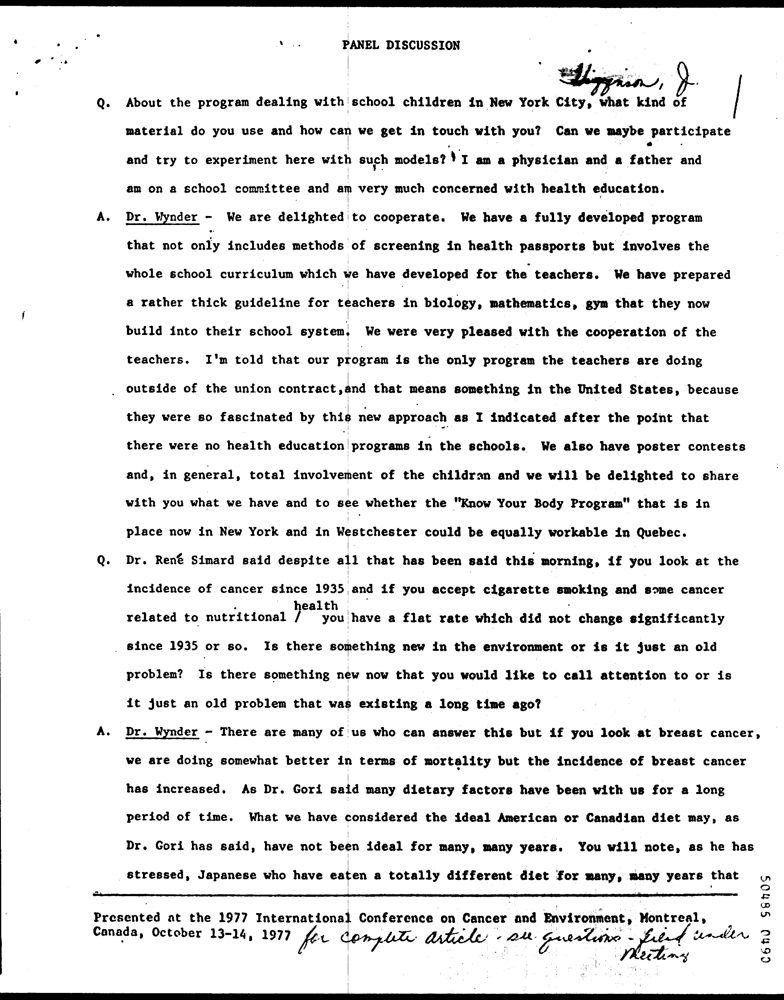 PANEL DISCUSSION
Higginson, J.
Q. About the program dealing with school children in New York City, what kind of
material do you use and how can we get in touch with you? Can we maybe participate
and try to experiment here with such models? I am a physician and a father and
am on a school committee and am very much concerned with health education.
A. Dr. Wynder - We are delighted to cooperate. We have a fully developed program
that not only includes methods of screening in health passports but involves the
whole school curriculum which we have developed for the teachers. We have prepared
a rather thick guideline for teachers in biology, mathematics, gym that they now
build into their school system. We were very pleased with the cooperation of the
teachers. I'm told that our program is the only program the teachers are doing
outside of the union contract,and that means something in the United States, because
they were so fascinated by this new approach as I indicated after the point that
there were no health education programs in the schools. We also have poster contests
and, in general, total involvement of the children and we will be delighted to share
with you what we have and to see whether the "Know Your Body Program" that is in
place now in New York and in Westchester could be equally workable in Quebec.
Q. Dr. René Simard said despite all that has been said this morning, if you look at the
incidence of cancer since 1935 and if you accept cigarette smoking and some cancer
health
related to nutritional / you have a flat rate which did not change significantly
since 1935 or so. Is there something new in the environment or is it just an old
problem? Is there something new now that you would like to call attention to or is
it just an old problem that was existing a long time ago?
A. Dr. Wynder - There are many of us who can answer this but if you look at breast cancer,
we are doing somewhat better in terms of mortality but the incidence of breast cancer
has increased. As Dr. Gori said many dietary factors have been with us for a long
period of time. What we have considered the ideal American or Canadian diet may, as
Dr. Gori has said, have not been ideal for many, many years. You will note, as he has
stressed, Japanese who have eaten a totally different diet for many, many years that
Presented at the 1977 International Conference on Cancer and Environment, Montreal,
Canada, October 13-14, 1977 for complete article - see questions - filed under
Meeting
50485 0490